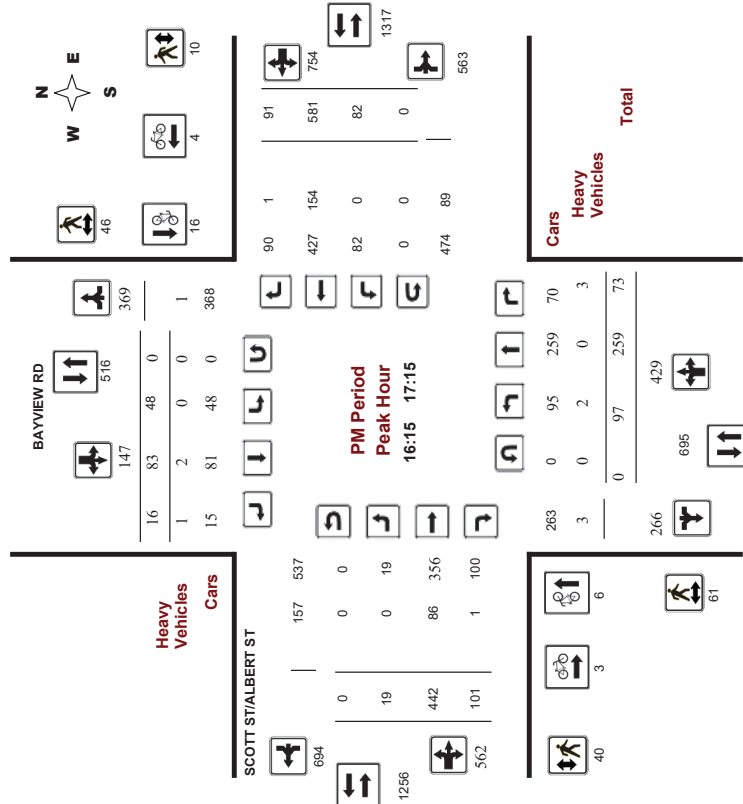 N
W E
S
10
4
46
16
BAYVIEW RD
516
147
369
16 83 48 0
1 2 0 0 1
15 81 48 0 368
Heavy
Vehicles
Cars
1317
754
563
91
581
82
0
90 1
427 154
82 0
0 0
474 89
PM Period
Peak Hour
16:15 17:15
SCOTT ST/ALBERT ST
157 537
0 0 0
19 0 19
442 86 356
101 1 100
694
1256
562
Cars
Heavy
Vehicles
Total
263 0 95 259 70
3 0 2 0 3
0 97 259 73
266
695
429
40
3
6
61